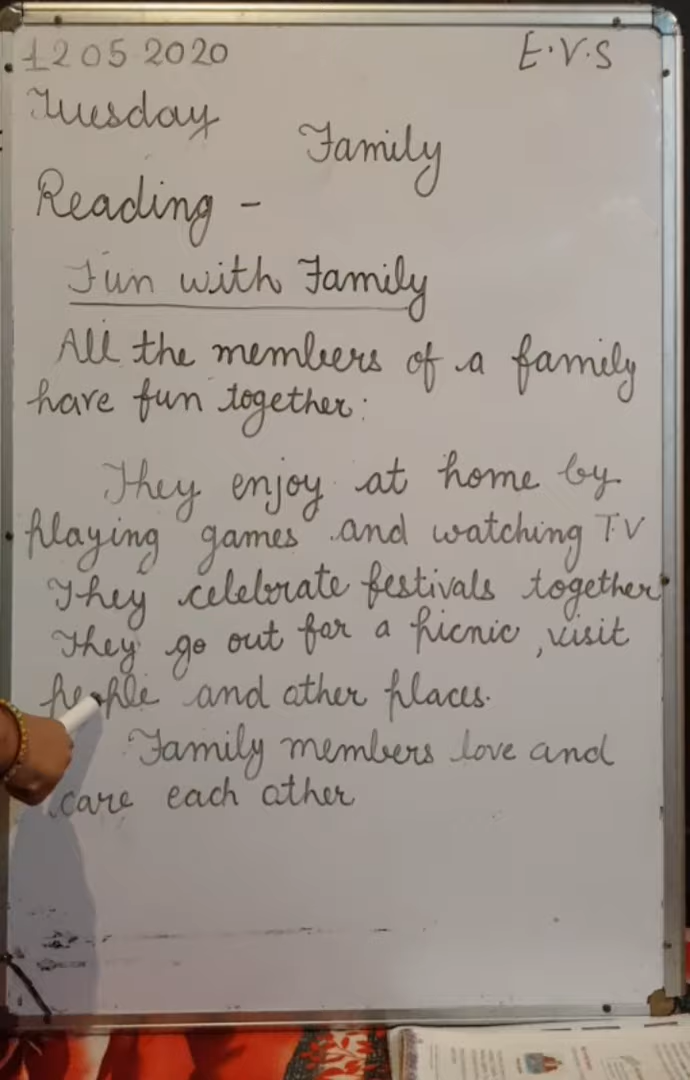 12 05 2020 E.V.S
Tuesday
Family
Reading -
Fun with Family
All the members of a family
have fun together:
They enjoy at home by
playing games and watching TV
They celebrate festivals together
They go out for a picnic, visit
people and other places.
Family members love and
care each other